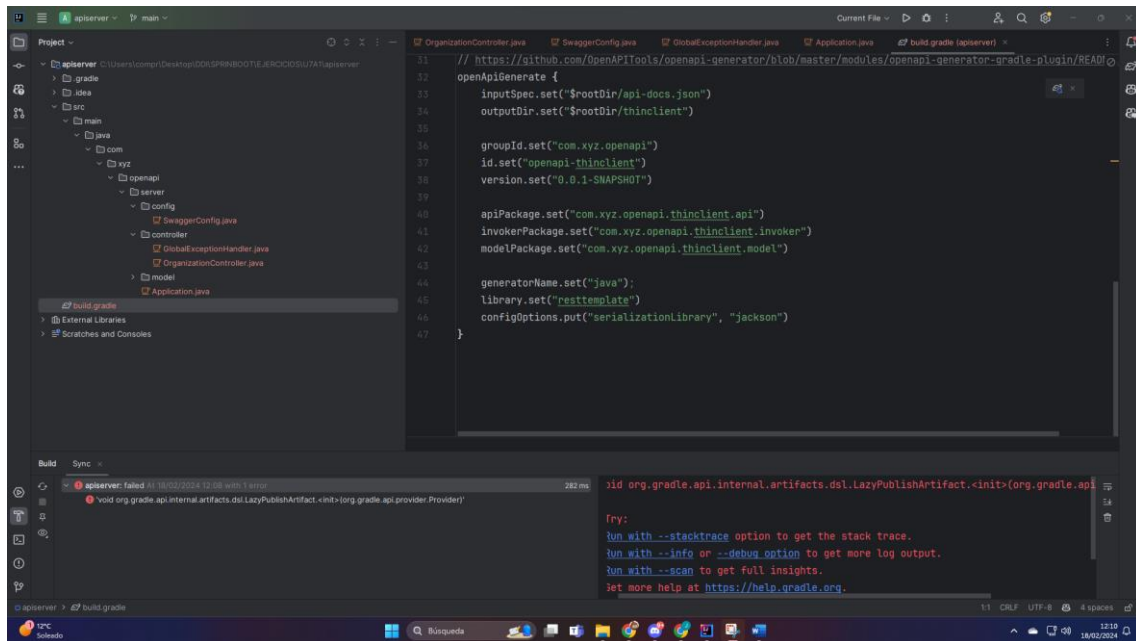 apiserver main Current File
Project
OrganizationController.java SwaggerConfig.java GlobalExceptionHandler.java Application.java build.gradle (apiserver)
apiserver C:\Users\compr\Desktop\DDI\SPRINBOOT\EJERCICIOS\U7A1\apiserver
.gradle
.idea
src
main
java
com
xyz
openapi
server
config
SwaggerConfig.java
controller
GlobalExceptionHandler.java
OrganizationController.java
model
Application.java
build.gradle
External Libraries
Scratches and Consoles
31 // https://github.com/OpenAPITools/openapi-generator/blob/master/modules/openapi-generator-gradle-plugin/README
32 openApiGenerate {
33 inputSpec.set("$rootDir/api-docs.json")
34 outputDir.set("$rootDir/thinclient")
35
36 groupId.set("com.xyz.openapi")
37 id.set("openapi-thinclient")
38 version.set("0.0.1-SNAPSHOT")
39
40 apiPackage.set("com.xyz.openapi.thinclient.api")
41 invokerPackage.set("com.xyz.openapi.thinclient.invoker")
42 modelPackage.set("com.xyz.openapi.thinclient.model")
43
44 generatorName.set("java");
45 library.set("resttemplate")
46 configOptions.put("serializationLibrary", "jackson")
47 }
Build Sync
apiserver: failed At 18/02/2024 12:08 with 1 error 282 ms
'void org.gradle.api.internal.artifacts.dsl.LazyPublishArtifact.<init>(org.gradle.api.provider.Provider)'
oid org.gradle.api.internal.artifacts.dsl.LazyPublishArtifact.<init>(org.gradle.api
Try:
Run with --stacktrace option to get the stack trace.
Run with --info or --debug option to get more log output.
Run with --scan to get full insights.
Get more help at https://help.gradle.org.
apiserver > build.gradle 1:1 CRLF UTF-8 4 spaces
12°C
Soleado
Búsqueda
12:10
18/02/2024